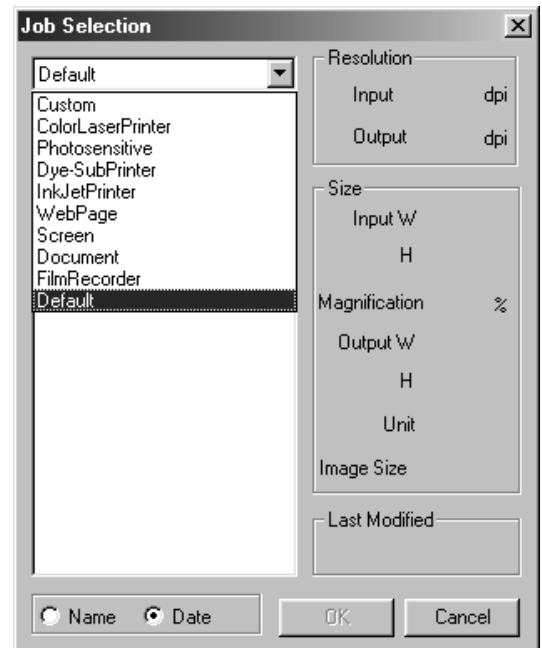 Job Selection
Default
Custom
ColorLaserPrinter
Photosensitive
Dye-SubPrinter
InkJetPrinter
WebPage
Screen
Document
FilmRecorder
Default
Resolution
Input dpi
Output dpi
Size
Input W
H
Magnification %
Output W
H
Unit
Image Size
Last Modified
Name Date
OK Cancel